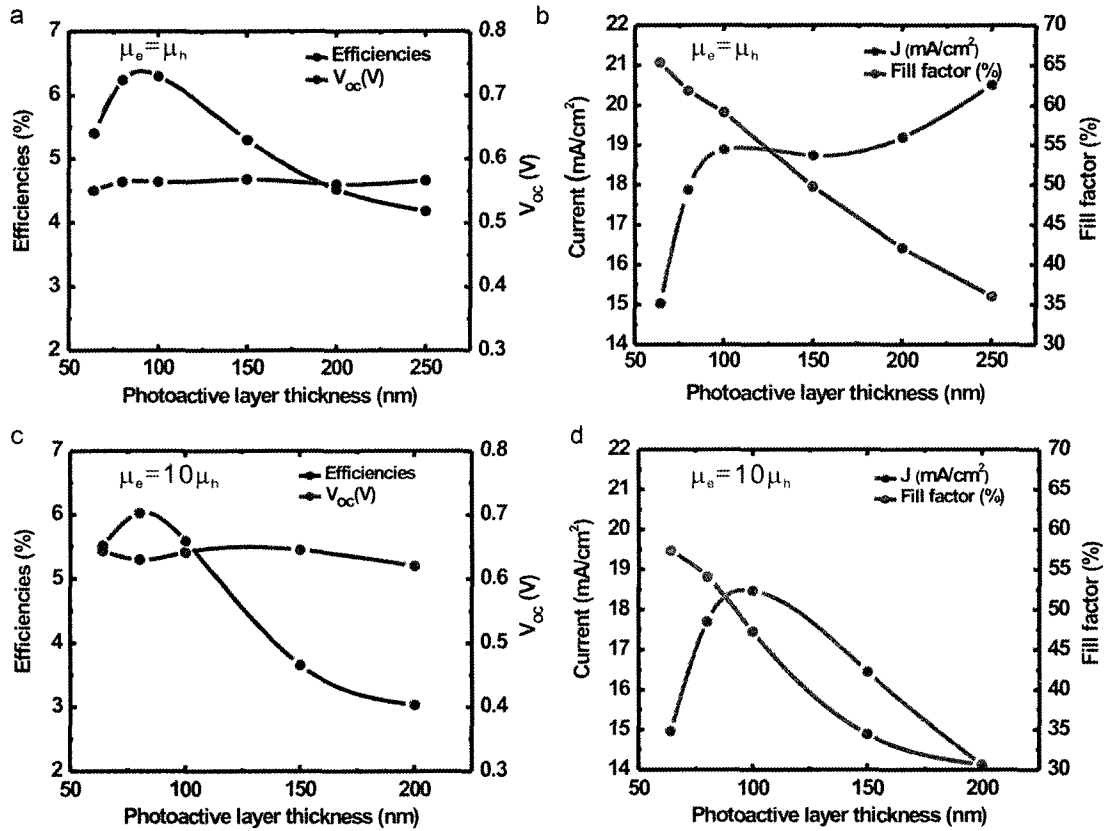 a
μe=μh
Efficiencies
Voc(V)
7
6
5
4
3
2
0.8
0.7
0.6
0.5
0.4
0.3
Efficiencies (%)
Voc (V)
50 100 150 200 250
Photoactive layer thickness (nm)
b
μe=μh
J (mA/cm²)
Fill factor (%)
22
21
20
19
18
17
16
15
14
70
65
60
55
50
45
40
35
30
Current (mA/cm²)
Fill factor (%)
50 100 150 200 250
Photoactive layer thickness (nm)
c
μe=10μh
Efficiencies
Voc(V)
7
6
5
4
3
2
0.8
0.7
0.6
0.5
0.4
0.3
Efficiencies (%)
Voc (V)
50 100 150 200
Photoactive layer thickness (nm)
d
μe=10μh
J (mA/cm²)
Fill factor (%)
22
21
20
19
18
17
16
15
14
70
65
60
55
50
45
40
35
30
Current (mA/cm²)
Fill factor (%)
50 100 150 200
Photoactive layer thickness (nm)